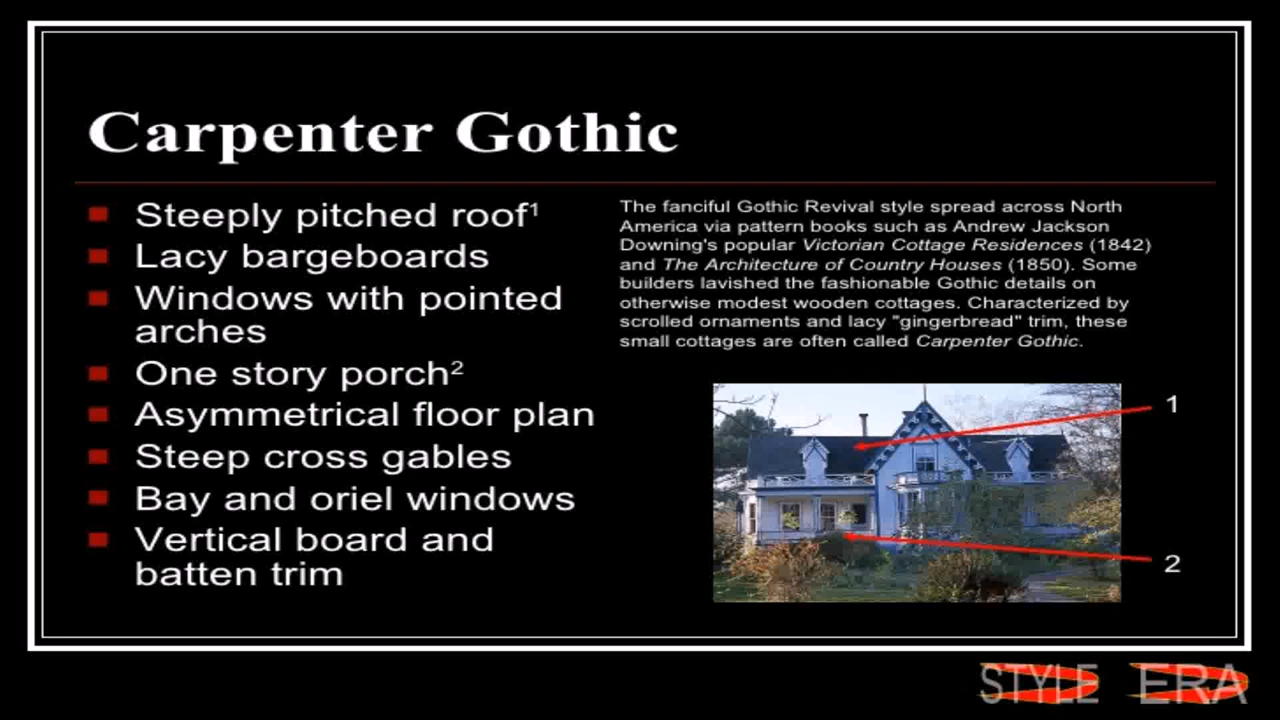 Carpenter Gothic
Steeply pitched roof¹
Lacy bargeboards
Windows with pointed
arches
One story porch²
Asymmetrical floor plan
Steep cross gables
Bay and oriel windows
Vertical board and
batten trim
The fanciful Gothic Revival style spread across North
America via pattern books such as Andrew Jackson
Downing's popular Victorian Cottage Residences (1842)
and The Architecture of Country Houses (1850). Some
builders lavished the fashionable Gothic details on
otherwise modest wooden cottages. Characterized by
scrolled ornaments and lacy "gingerbread" trim, these
small cottages are often called Carpenter Gothic.
1
2
STYLE ERA